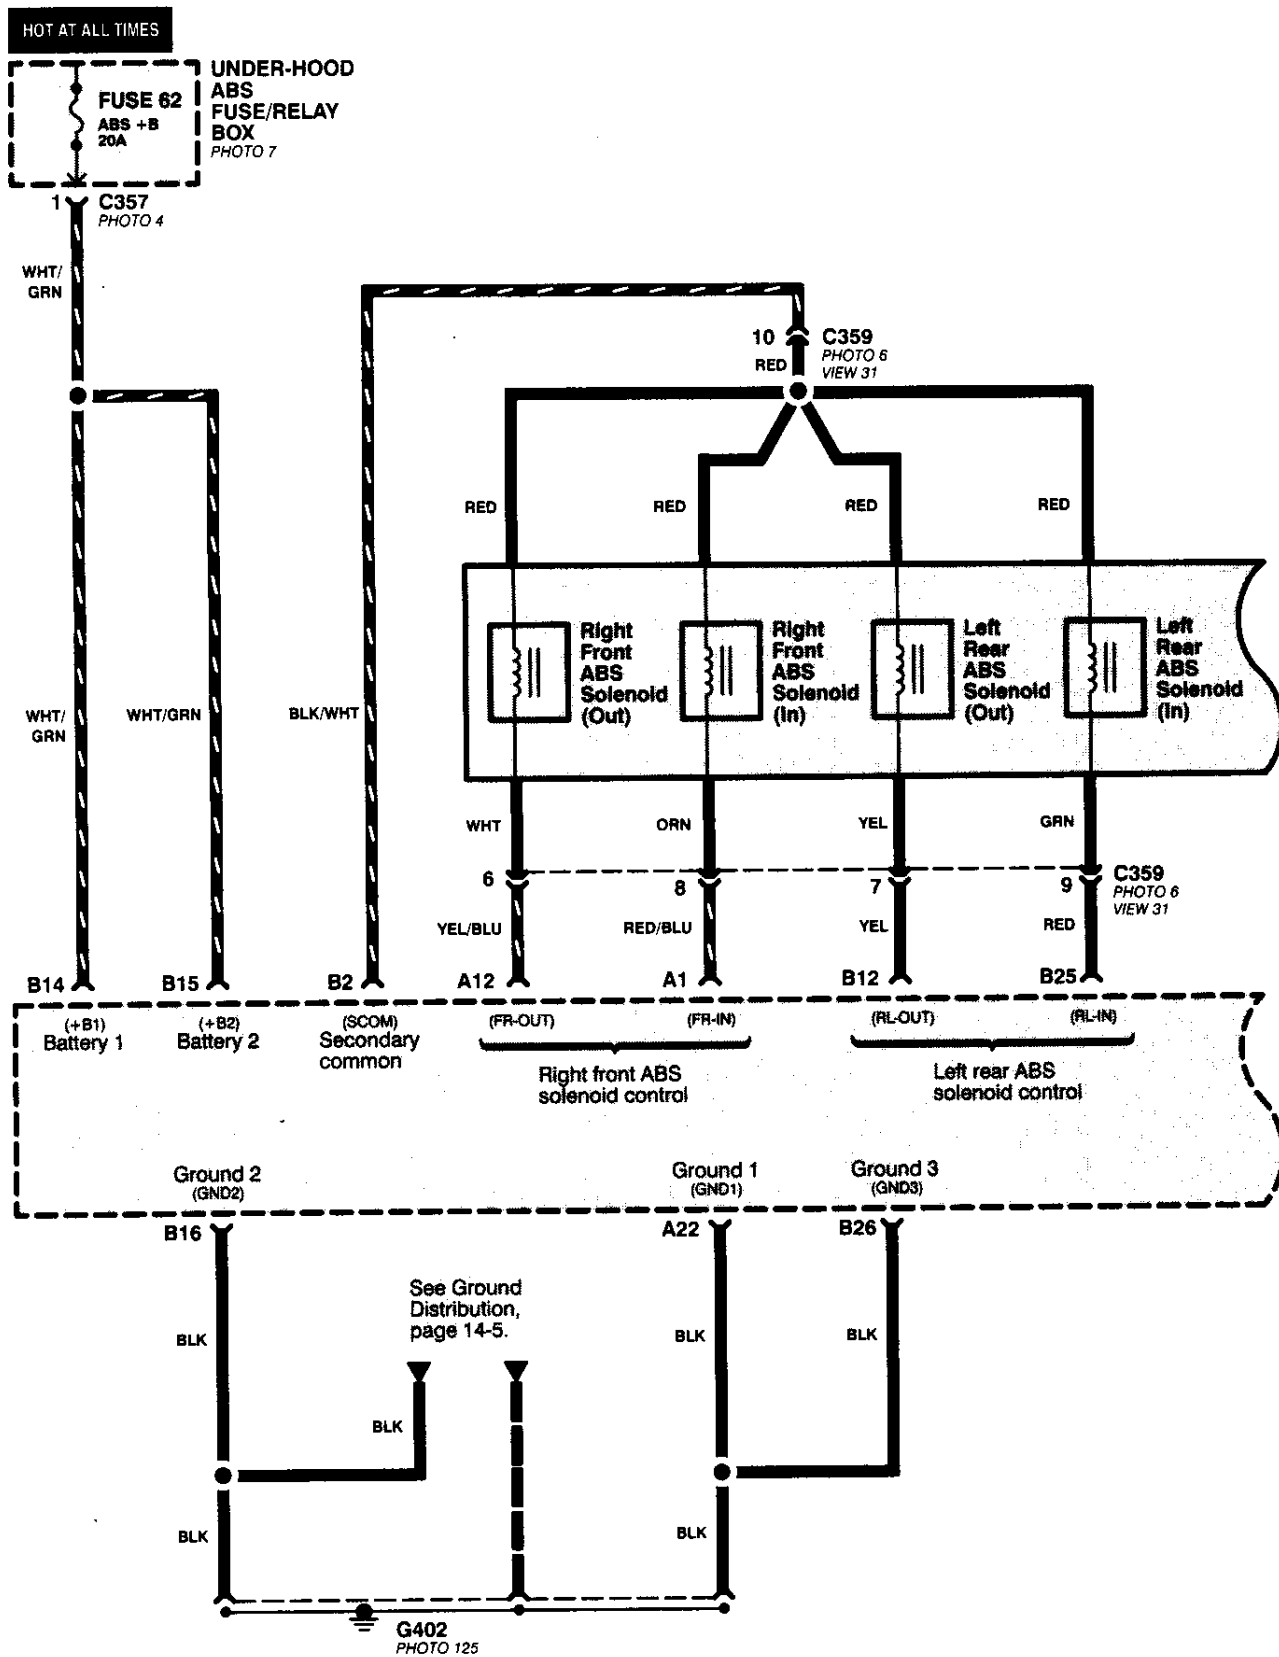 HOT AT ALL TIMES
UNDER-HOOD
ABS
FUSE/RELAY
BOX
PHOTO 7
FUSE 62
ABS +B
20A
1
C357
PHOTO 4
WHT/
GRN
10
C359
PHOTO 6
VIEW 31
RED
RED
RED
RED
RED
Right
Front
ABS
Solenoid
(Out)
Right
Front
ABS
Solenoid
(In)
Left
Rear
ABS
Solenoid
(Out)
Left
Rear
ABS
Solenoid
(In)
WHT/
GRN
WHT/GRN
BLK/WHT
WHT
ORN
YEL
GRN
6
8
7
9
C359
PHOTO 6
VIEW 31
YEL/BLU
RED/BLU
YEL
RED
B14
B15
B2
A12
A1
B12
B25
(+B1)
Battery 1
(+B2)
Battery 2
(SCOM)
Secondary
common
(FR-OUT)
(FR-IN)
Right front ABS
solenoid control
(RL-OUT)
(RL-IN)
Left rear ABS
solenoid control
Ground 2
(GND2)
Ground 1
(GND1)
Ground 3
(GND3)
B16
A22
B26
See Ground
Distribution,
page 14-5.
BLK
BLK
BLK
BLK
BLK
BLK
G402
PHOTO 125